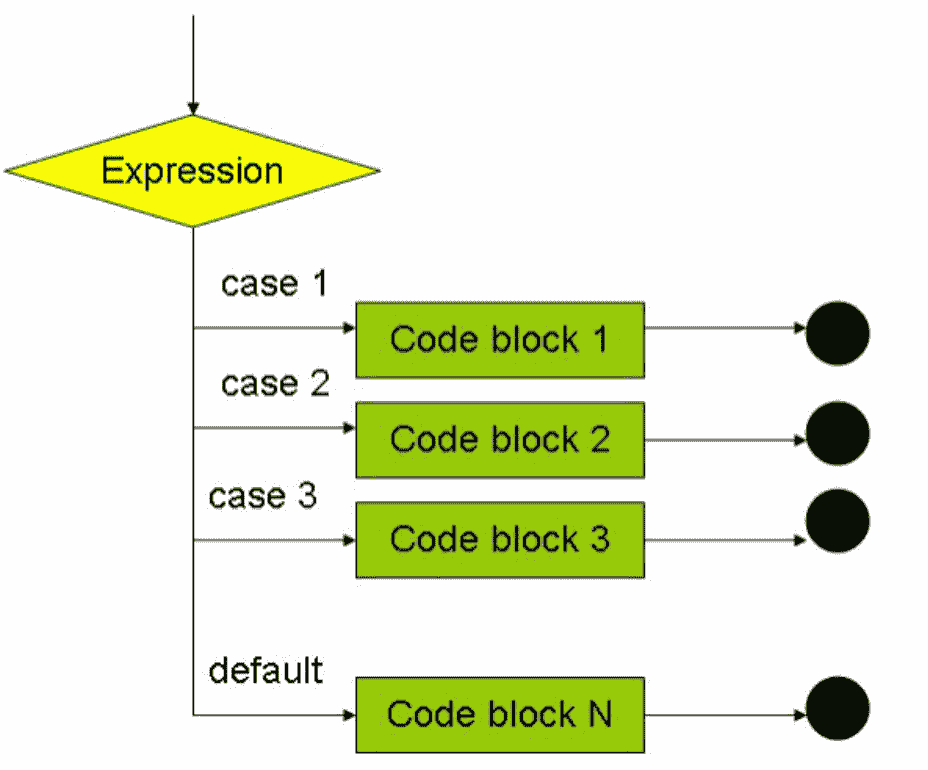 Expression
case 1
Code block 1
case 2
Code block 2
case 3
Code block 3
default
Code block N